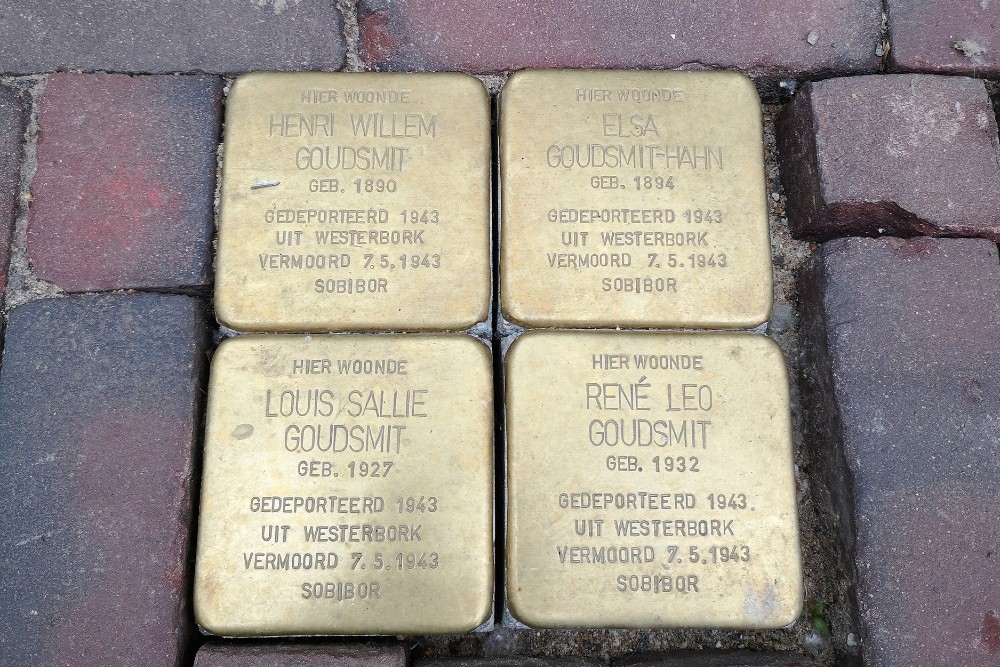 HIER WOONDE
HENRI WILLEM
GOUDSMIT
GEB. 1890
GEDEPORTEERD 1943
UIT WESTERBORK
VERMOORD 7.5.1943
SOBIBOR
HIER WOONDE
ELSA
GOUDSMIT-HAHN
GEB. 1894
GEDEPORTEERD 1943
UIT WESTERBORK
VERMOORD 7.5.1943
SOBIBOR
HIER WOONDE
LOUIS SALLIE
GOUDSMIT
GEB. 1927
GEDEPORTEERD 1943
UIT WESTERBORK
VERMOORD 7.5.1943
SOBIBOR
HIER WOONDE
RENÉ LEO
GOUDSMIT
GEB. 1932
GEDEPORTEERD 1943
UIT WESTERBORK
VERMOORD 7.5.1943
SOBIBOR